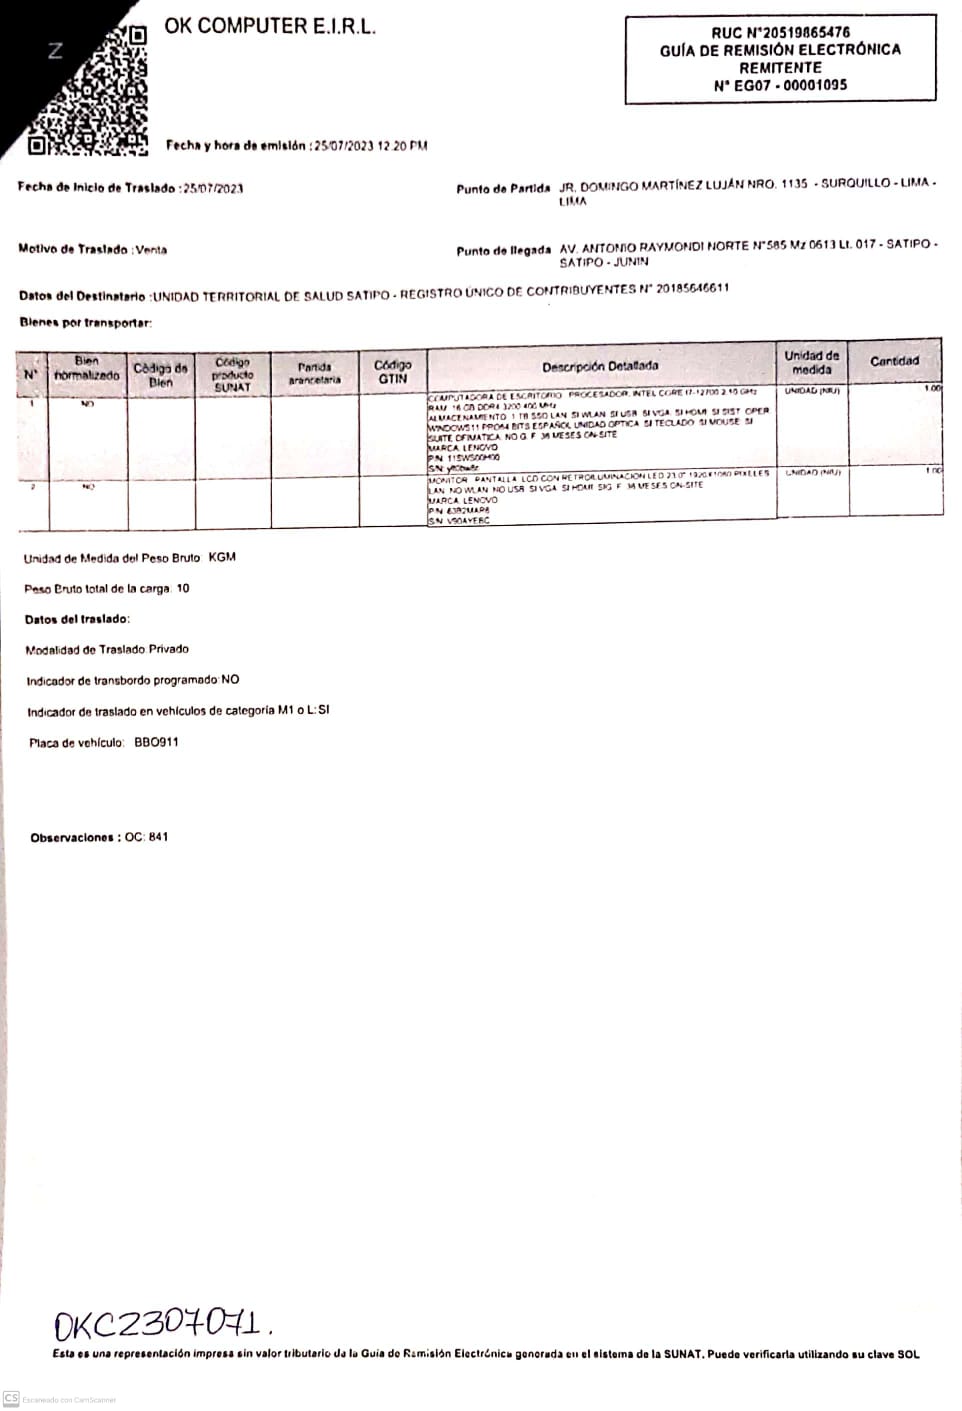 Z
OK COMPUTER E.I.R.L.
RUC N°20519865476
GUÍA DE REMISIÓN ELECTRÓNICA
REMITENTE
N° EG07 - 00001095
Fecha y hora de emisión : 25/07/2023 12:20 PM
Fecha de Inicio de Traslado : 25/07/2023
Punto de Partida JR. DOMINGO MARTÍNEZ LUJÁN NRO. 1135 - SURQUILLO - LIMA -
LIMA
Motivo de Traslado : Venta
Punto de llegada AV. ANTONIO RAYMONDI NORTE N°585 Mz 0613 Lt. 017 - SATIPO -
SATIPO - JUNIN
Datos del Destinatario : UNIDAD TERRITORIAL DE SALUD SATIPO - REGISTRO ÚNICO DE CONTRIBUYENTES N° 20185646611
Bienes por transportar:
N° Bien normalizado Código de Bien Código producto SUNAT Partida arancelaria Código GTIN Descripción Detallada Unidad de medida Cantidad
1 NO COMPUTADORA DE ESCRITORIO PROCESADOR: INTEL CORE I7-12700 2.10 GHz UNIDAD (NIU) 1.00
RAM 16 GB DDR4 3200 MHz
ALMACENAMIENTO 1 TB SSD LAN SI WLAN SI USB SI VGA SI HDMI SI SIST OPER
WINDOWS 11 PRO 64 BITS ESPAÑOL UNIDAD OPTICA SI TECLADO SI MOUSE SI
SUITE OFIMATICA NO G. F. 36 MESES ON-SITE
MARCA LENOVO
P/N
S/N
2 NO MONITOR PANTALLA LCD CON RETROILUMINACION LED 1920X1080 PIXELES UNIDAD (NIU) 1.00
LAN NO WLAN NO USB SI VGA SI HDMI SI G. F. 36 MESES ON-SITE
MARCA LENOVO
P/N 63B2MAR6
S/N V90AYEBC
Unidad de Medida del Peso Bruto: KGM
Peso Bruto total de la carga: 10
Datos del traslado:
Modalidad de Traslado:Privado
Indicador de transbordo programado:NO
Indicador de traslado en vehículos de categoría M1 o L:SI
Placa de vehículo: BBO911
Observaciones : OC: 841
OKC2307071.
Esta es una representación impresa sin valor tributario de la Guía de Remisión Electrónica generada en el sistema de la SUNAT. Puede verificarla utilizando su clave SOL
CS Escaneado con CamScanner